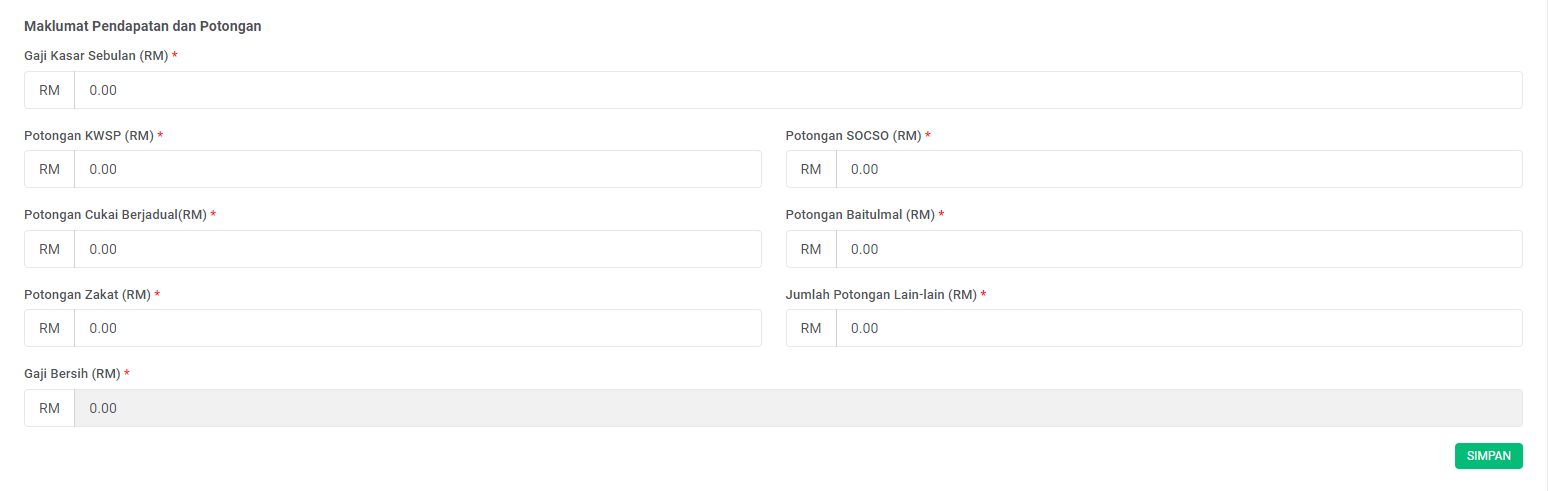 Maklumat Pendapatan dan Potongan
Gaji Kasar Sebulan (RM) *
RM 0.00
Potongan KWSP (RM) *
RM 0.00
Potongan SOCSO (RM) *
RM 0.00
Potongan Cukai Berjadual(RM) *
RM 0.00
Potongan Baitulmal (RM) *
RM 0.00
Potongan Zakat (RM) *
RM 0.00
Jumlah Potongan Lain-lain (RM) *
RM 0.00
Gaji Bersih (RM) *
RM 0.00
SIMPAN